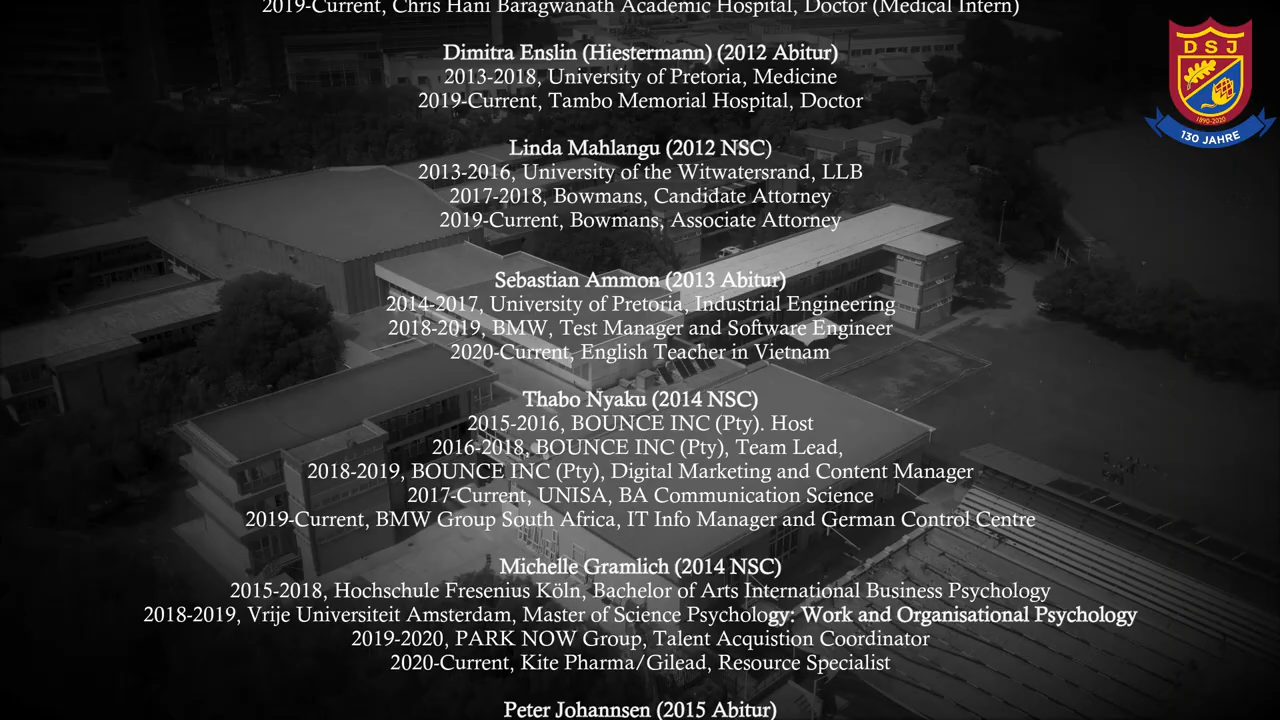 2019-Current, Chris Hani Baragwanath Academic Hospital, Doctor (Medical Intern)
Dimitra Enslin (Hiestermann) (2012 Abitur)
2013-2018, University of Pretoria, Medicine
2019-Current, Tambo Memorial Hospital, Doctor
Linda Mahlangu (2012 NSC)
2013-2016, University of the Witwatersrand, LLB
2017-2018, Bowmans, Candidate Attorney
2019-Current, Bowmans, Associate Attorney
Sebastian Ammon (2013 Abitur)
2014-2017, University of Pretoria, Industrial Engineering
2018-2019, BMW, Test Manager and Software Engineer
2020-Current, English Teacher in Vietnam
Thabo Nyaku (2014 NSC)
2015-2016, BOUNCE INC (Pty). Host
2016-2018, BOUNCE INC (Pty), Team Lead,
2018-2019, BOUNCE INC (Pty), Digital Marketing and Content Manager
2017-Current, UNISA, BA Communication Science
2019-Current, BMW Group South Africa, IT Info Manager and German Control Centre
Michelle Gramlich (2014 NSC)
2015-2018, Hochschule Fresenius Köln, Bachelor of Arts International Business Psychology
2018-2019, Vrije Universiteit Amsterdam, Master of Science Psychology: Work and Organisational Psychology
2019-2020, PARK NOW Group, Talent Acquistion Coordinator
2020-Current, Kite Pharma/Gilead, Resource Specialist
Peter Johannsen (2015 Abitur)
DSJ
1890-2020
130 JAHRE